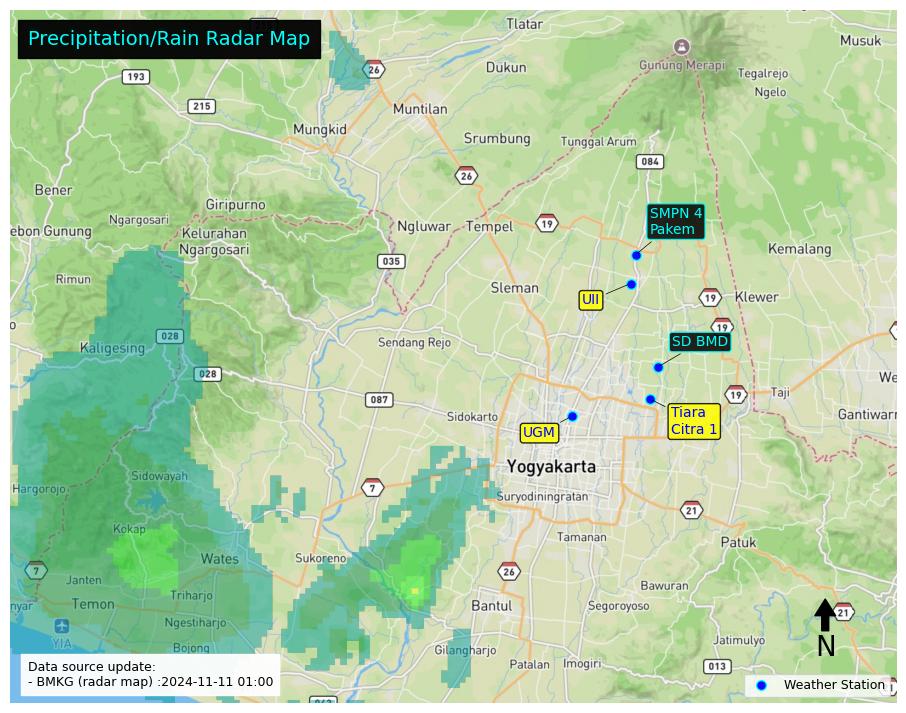 Precipitation/Rain Radar Map
Tlatar
Musuk
193
26
Dukun
Gunung Merapi
Tegalrejo
Ngelo
215
Muntilan
Mungkid
Srumbung
Tunggal Arum
084
26
Bener
Giripurno
Ngargosari
ebon Gunung
Kelurahan
Ngargosari
Ngluwar
Tempel
19
SMPN 4
Pakem
Kemalang
035
Rimun
Sleman
UII
19
Klewer
19
028
Kaligesing
Sendang Rejo
SD BMD
028
087
19
Taji
We
Sidokarto
Tiara
Citra 1
Gantiwarn
UGM
Yogyakarta
Sidowayah
Hargorojo
7
Suryodiningratan
21
Kokap
Tamanan
Patuk
Wates
Sukoreno
7
Janten
26
Bawuran
Temon
Triharjo
Bantul
Segoroyoso
21
nyar
Ngestiharjo
YIA
Bojong
Gilangharjo
Jatimulyo
N
Patalan
Imogiri
013
Data source update:
- BMKG (radar map) :2024-11-11 01:00
Weather Station